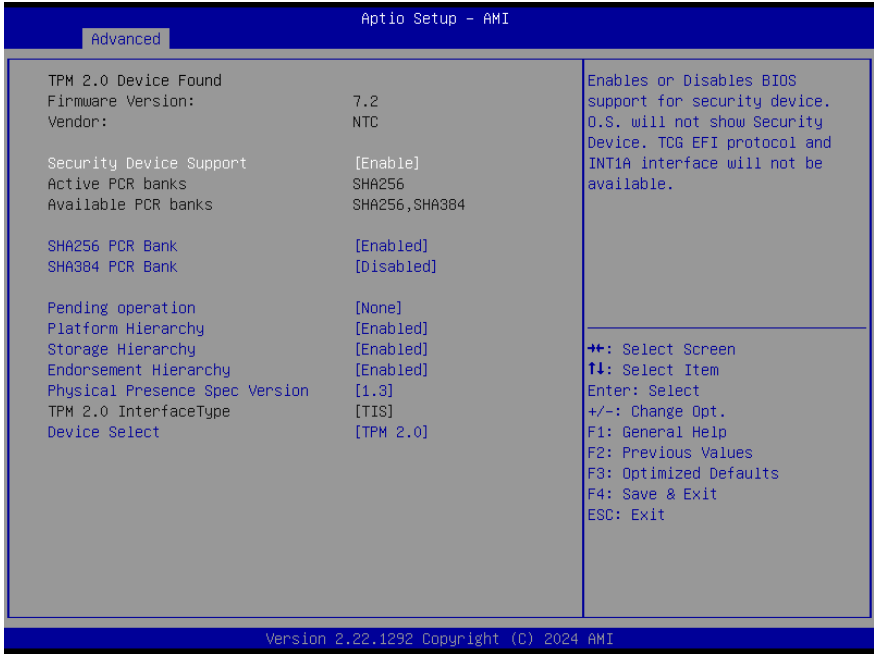 Aptio Setup – AMI
Advanced
TPM 2.0 Device Found
Firmware Version: 7.2
Vendor: NTC
Security Device Support [Enable]
Active PCR banks SHA256
Available PCR banks SHA256,SHA384
SHA256 PCR Bank [Enabled]
SHA384 PCR Bank [Disabled]
Pending operation [None]
Platform Hierarchy [Enabled]
Storage Hierarchy [Enabled]
Endorsement Hierarchy [Enabled]
Physical Presence Spec Version [1.3]
TPM 2.0 InterfaceType [TIS]
Device Select [TPM 2.0]
Enables or Disables BIOS
support for security device.
O.S. will not show Security
Device. TCG EFI protocol and
INT1A interface will not be
available.
→←: Select Screen
↑↓: Select Item
Enter: Select
+/-: Change Opt.
F1: General Help
F2: Previous Values
F3: Optimized Defaults
F4: Save & Exit
ESC: Exit
Version 2.22.1292 Copyright (C) 2024 AMI